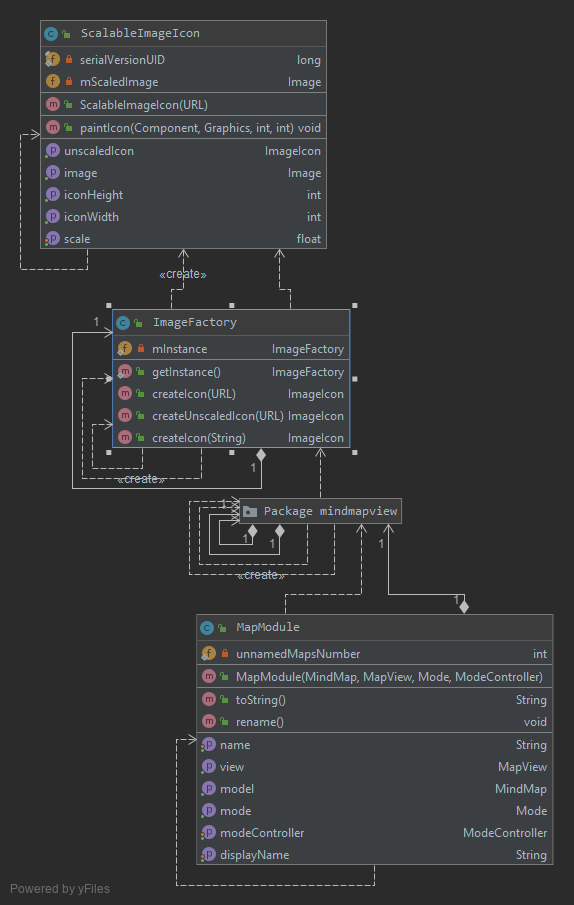 ScalableImageIcon
serialVersionUID long
mScaledImage Image
ScalableImageIcon(URL)
paintIcon(Component, Graphics, int, int) void
unscaledIcon ImageIcon
image Image
iconHeight int
iconWidth int
scale float
«create»
ImageFactory
1
mInstance ImageFactory
getInstance() ImageFactory
createIcon(URL) ImageIcon
createUnscaledIcon(URL) ImageIcon
createIcon(String) ImageIcon
1
«create»
1
Package mindmapview
1 1 1
«create»
1
MapModule
unnamedMapsNumber int
MapModule(MindMap, MapView, Mode, ModeController)
toString() String
rename() void
name String
view MapView
model MindMap
mode Mode
modeController ModeController
displayName String
Powered by yFiles